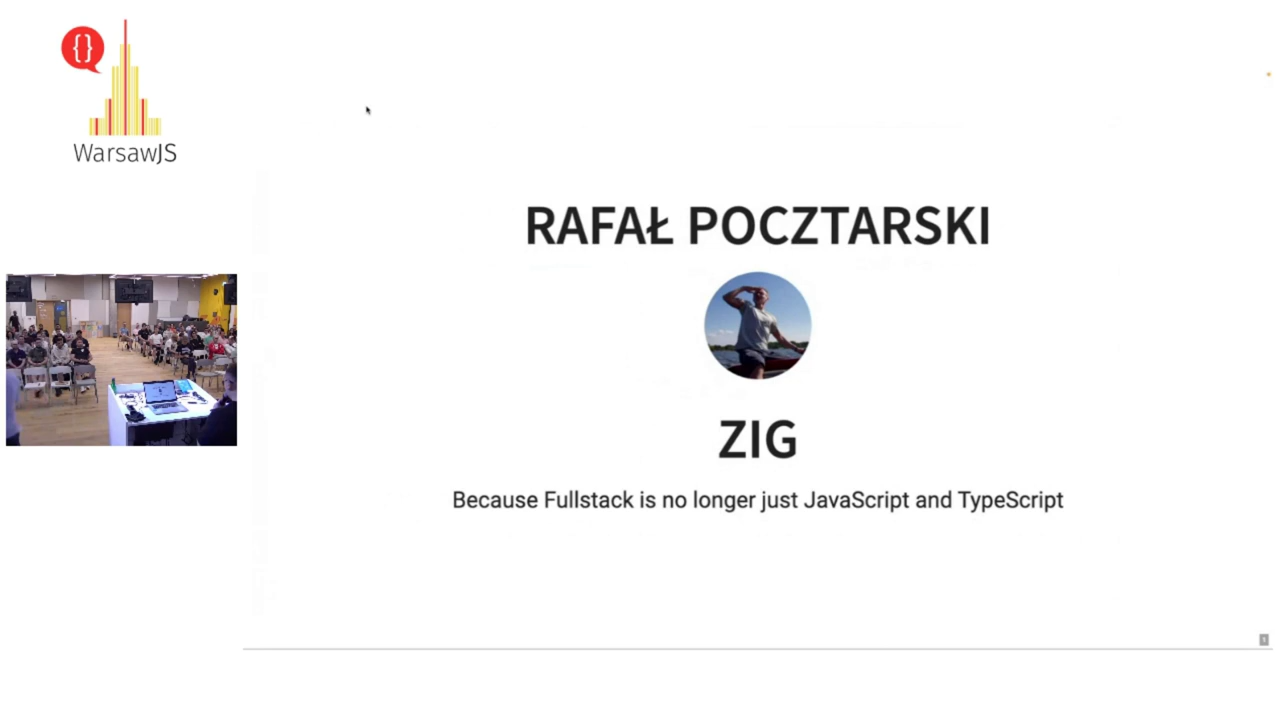 {}
WarsawJS
RAFAŁ POCZTARSKI
ZIG
Because Fullstack is no longer just JavaScript and TypeScript